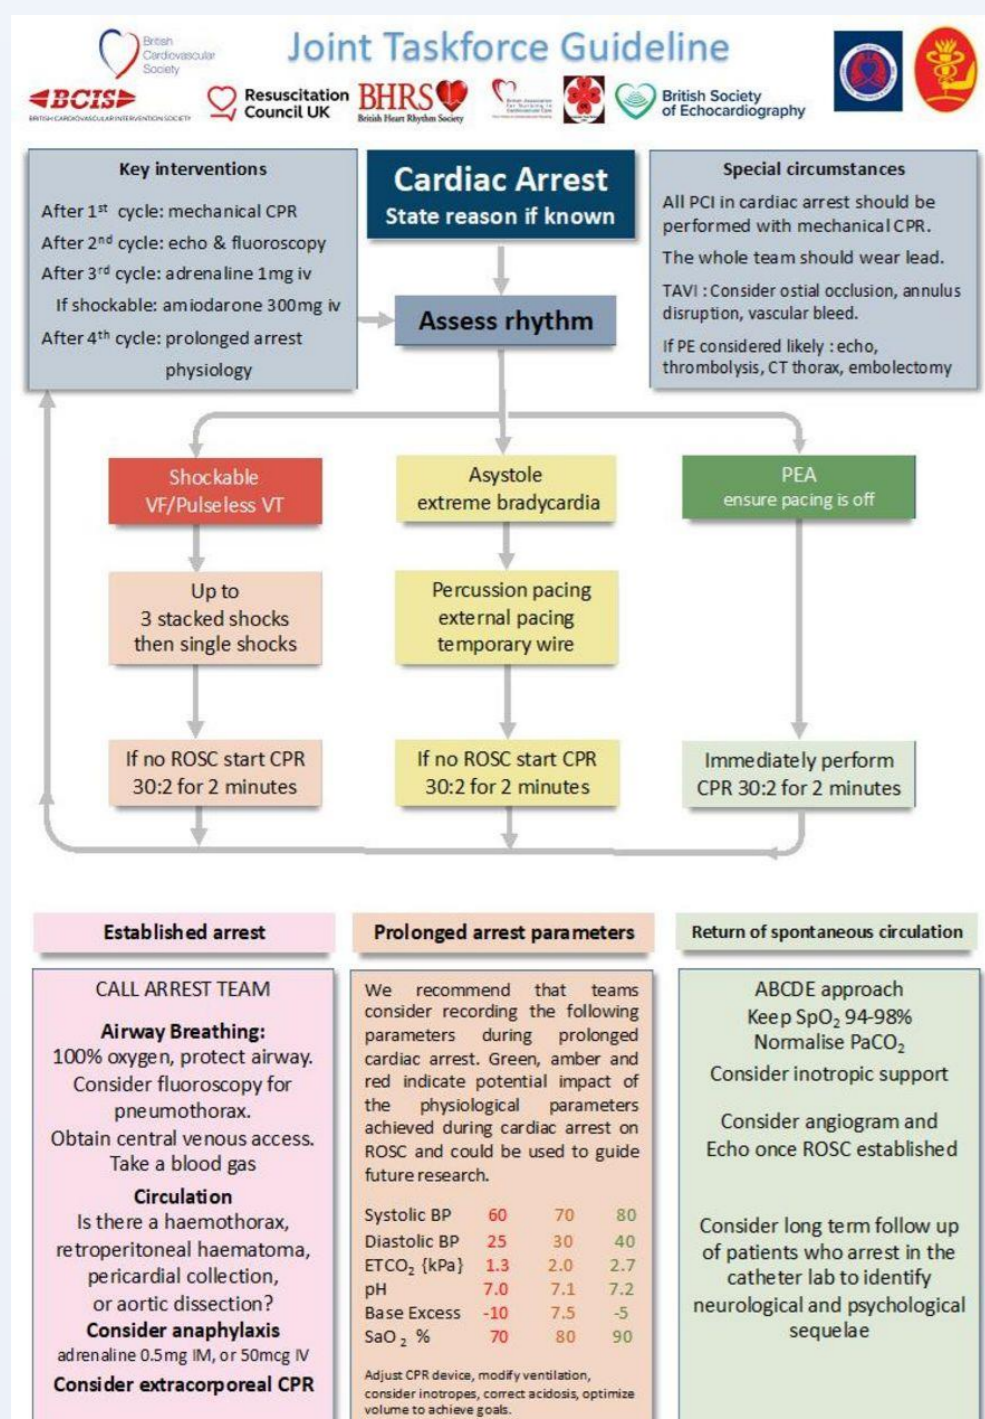 British
Cardiovascular
Society
Joint Taskforce Guideline
BCIS
BRITISH CARDIOVASCULAR INTERVENTION SOCIETY
Resuscitation
Council UK
BHRS
British Heart Rhythm Society
British Association
for Nursing in
Cardiovascular Care
British Society
of Echocardiography
Key interventions
After 1st cycle: mechanical CPR
After 2nd cycle: echo & fluoroscopy
After 3rd cycle: adrenaline 1mg iv
If shockable: amiodarone 300mg iv
After 4th cycle: prolonged arrest
physiology
Cardiac Arrest
State reason if known
Assess rhythm
Special circumstances
All PCI in cardiac arrest should be
performed with mechanical CPR.
The whole team should wear lead.
TAVI : Consider ostial occlusion, annulus
disruption, vascular bleed.
If PE considered likely : echo,
thrombolysis, CT thorax, embolectomy
Shockable
VF/Pulseless VT
Up to
3 stacked shocks
then single shocks
If no ROSC start CPR
30:2 for 2 minutes
Asystole
extreme bradycardia
Percussion pacing
external pacing
temporary wire
If no ROSC start CPR
30:2 for 2 minutes
PEA
ensure pacing is off
Immediately perform
CPR 30:2 for 2 minutes
Established arrest
CALL ARREST TEAM
Airway Breathing:
100% oxygen, protect airway.
Consider fluoroscopy for
pneumothorax.
Obtain central venous access.
Take a blood gas
Circulation
Is there a haemothorax,
retroperitoneal haematoma,
pericardial collection,
or aortic dissection?
Consider anaphylaxis
adrenaline 0.5mg IM, or 50mcg IV
Consider extracorporeal CPR
Prolonged arrest parameters
We recommend that teams
consider recording the following
parameters during prolonged
cardiac arrest. Green, amber and
red indicate potential impact of
the physiological parameters
achieved during cardiac arrest on
ROSC and could be used to guide
future research.
Systolic BP 60 70 80
Diastolic BP 25 30 40
ETCO₂ {kPa} 1.3 2.0 2.7
pH 7.0 7.1 7.2
Base Excess -10 7.5 -5
SaO₂ % 70 80 90
Adjust CPR device, modify ventilation,
consider inotropes, correct acidosis, optimize
volume to achieve goals.
Return of spontaneous circulation
ABCDE approach
Keep SpO₂ 94-98%
Normalise PaCO₂
Consider inotropic support
Consider angiogram and
Echo once ROSC established
Consider long term follow up
of patients who arrest in the
catheter lab to identify
neurological and psychological
sequelae